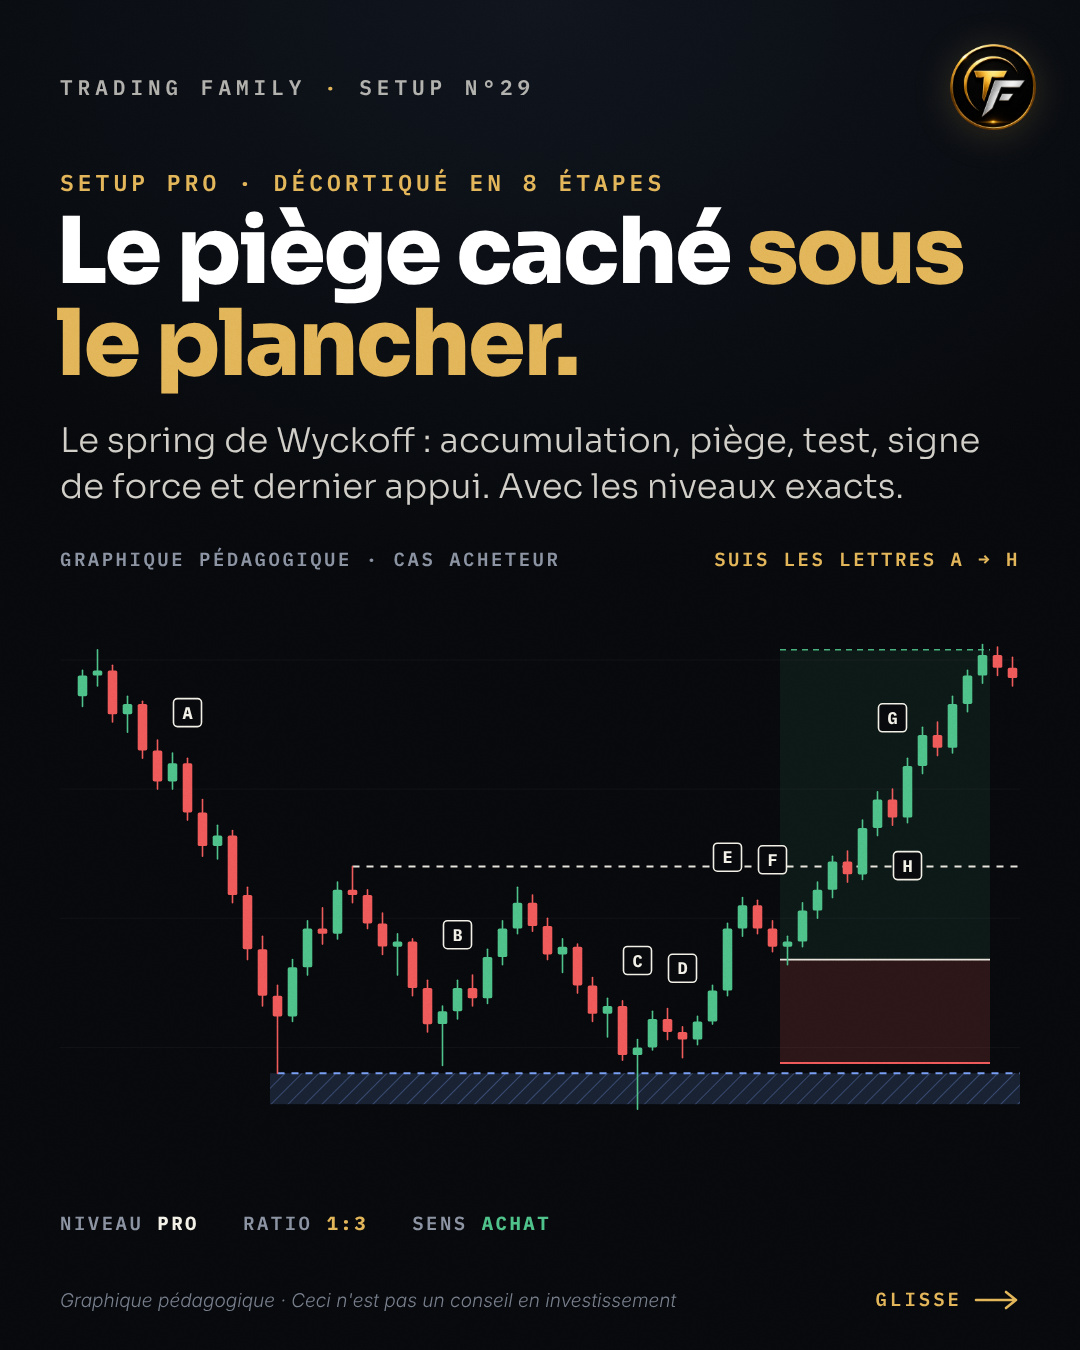 TRADING FAMILY · SETUP N°29
TF
SETUP PRO · DÉCORTIQUÉ EN 8 ÉTAPES
Le piège caché sous
le plancher.
Le spring de Wyckoff : accumulation, piège, test, signe
de force et dernier appui. Avec les niveaux exacts.
GRAPHIQUE PÉDAGOGIQUE · CAS ACHETEUR
SUIS LES LETTRES A → H
A
B
C
D
E
F
G
H
NIVEAU PRO RATIO 1:3 SENS ACHAT
Graphique pédagogique · Ceci n'est pas un conseil en investissement
GLISSE →